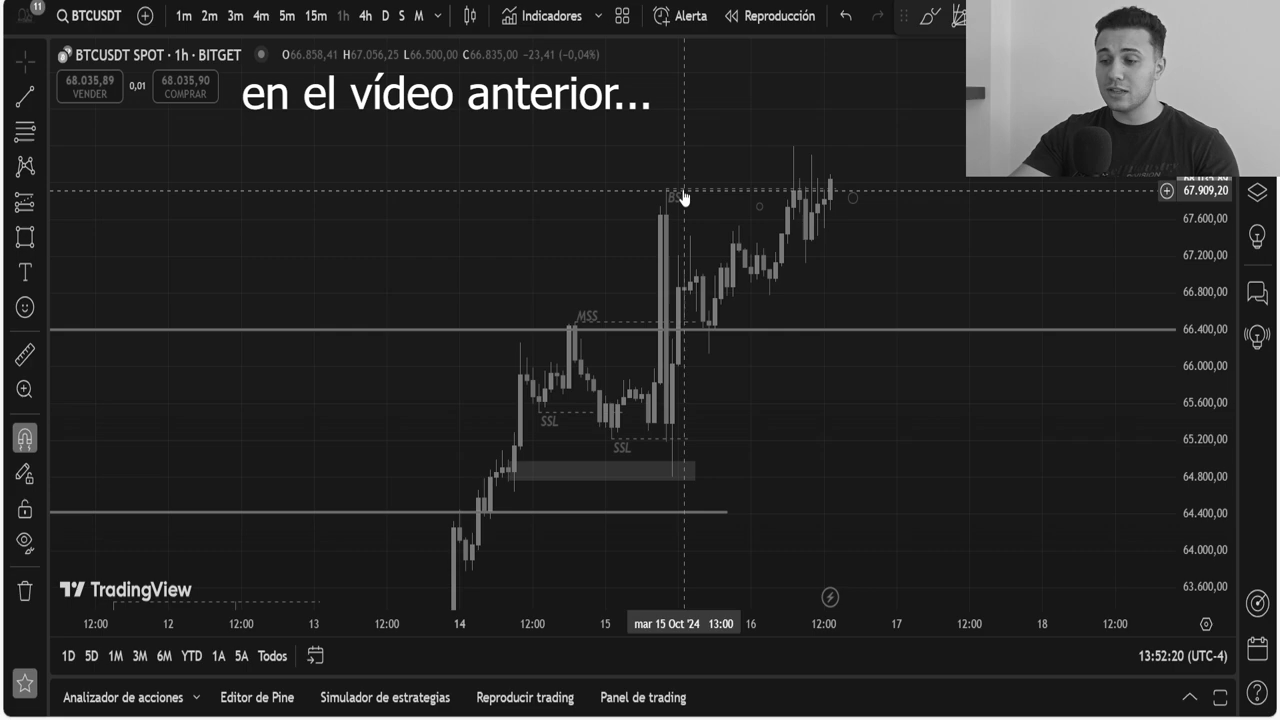 11
BTCUSDT
1m 2m 3m 4m 5m 15m 1h 4h D S M
Indicadores
Alerta
Reproducción
BTCUSDT SPOT · 1h · BITGET
O66.858,41 H67.056,25 L66.500,00 C66.835,00 −23,41 (−0,04%)
68.035,89
VENDER
0,01
68.035,90
COMPRAR
en el vídeo anterior...
67.909,20
67.600,00
67.200,00
66.800,00
66.400,00
66.000,00
65.600,00
65.200,00
64.800,00
64.400,00
64.000,00
63.600,00
MSS
SSL
SSL
TradingView
12:00 12 12:00 13 12:00 14 12:00 15 mar 15 Oct '24 13:00 16 12:00 17 12:00 18 12:00
1D 5D 1M 3M 6M YTD 1A 5A Todos
13:52:20 (UTC-4)
Analizador de acciones
Editor de Pine
Simulador de estrategias
Reproducir trading
Panel de trading